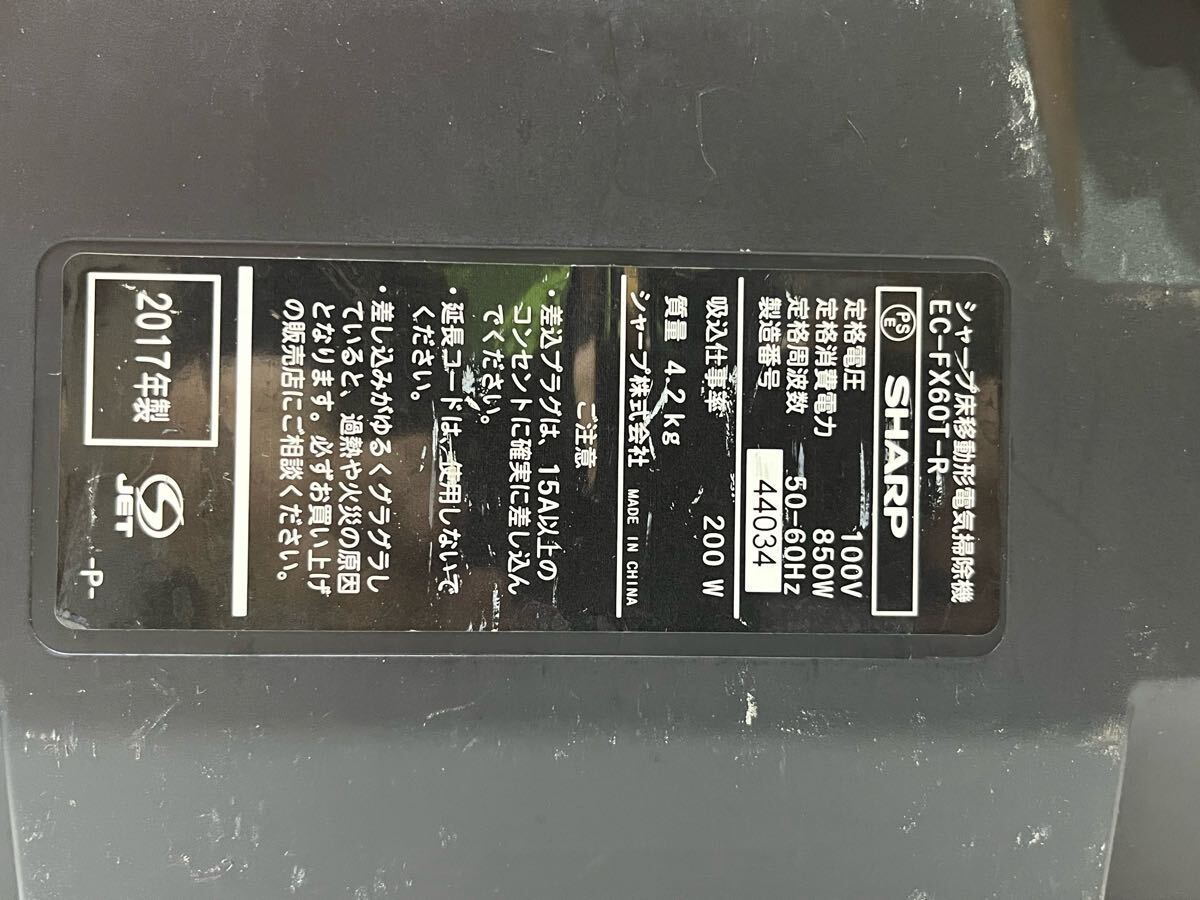 シャープ床移動形電気掃除機
EC-FX60T-R
PSE SHARP
定格電圧 100V
定格消費電力 850W
定格周波数 50-60Hz
製造番号 44034
吸込仕事率 200 W
質量 4.2kg
シャープ株式会社 MADE IN CHINA
ご注意
・差込プラグは、15A以上の
コンセントに確実に差し込ん
でください。
・延長コードは、使用しないで
ください。
・差し込みがゆるくグラグラし
ていると、過熱や火災の原因
となります。必ずお買い上げ
の販売店にご相談ください。
2017年製
JET
-P-